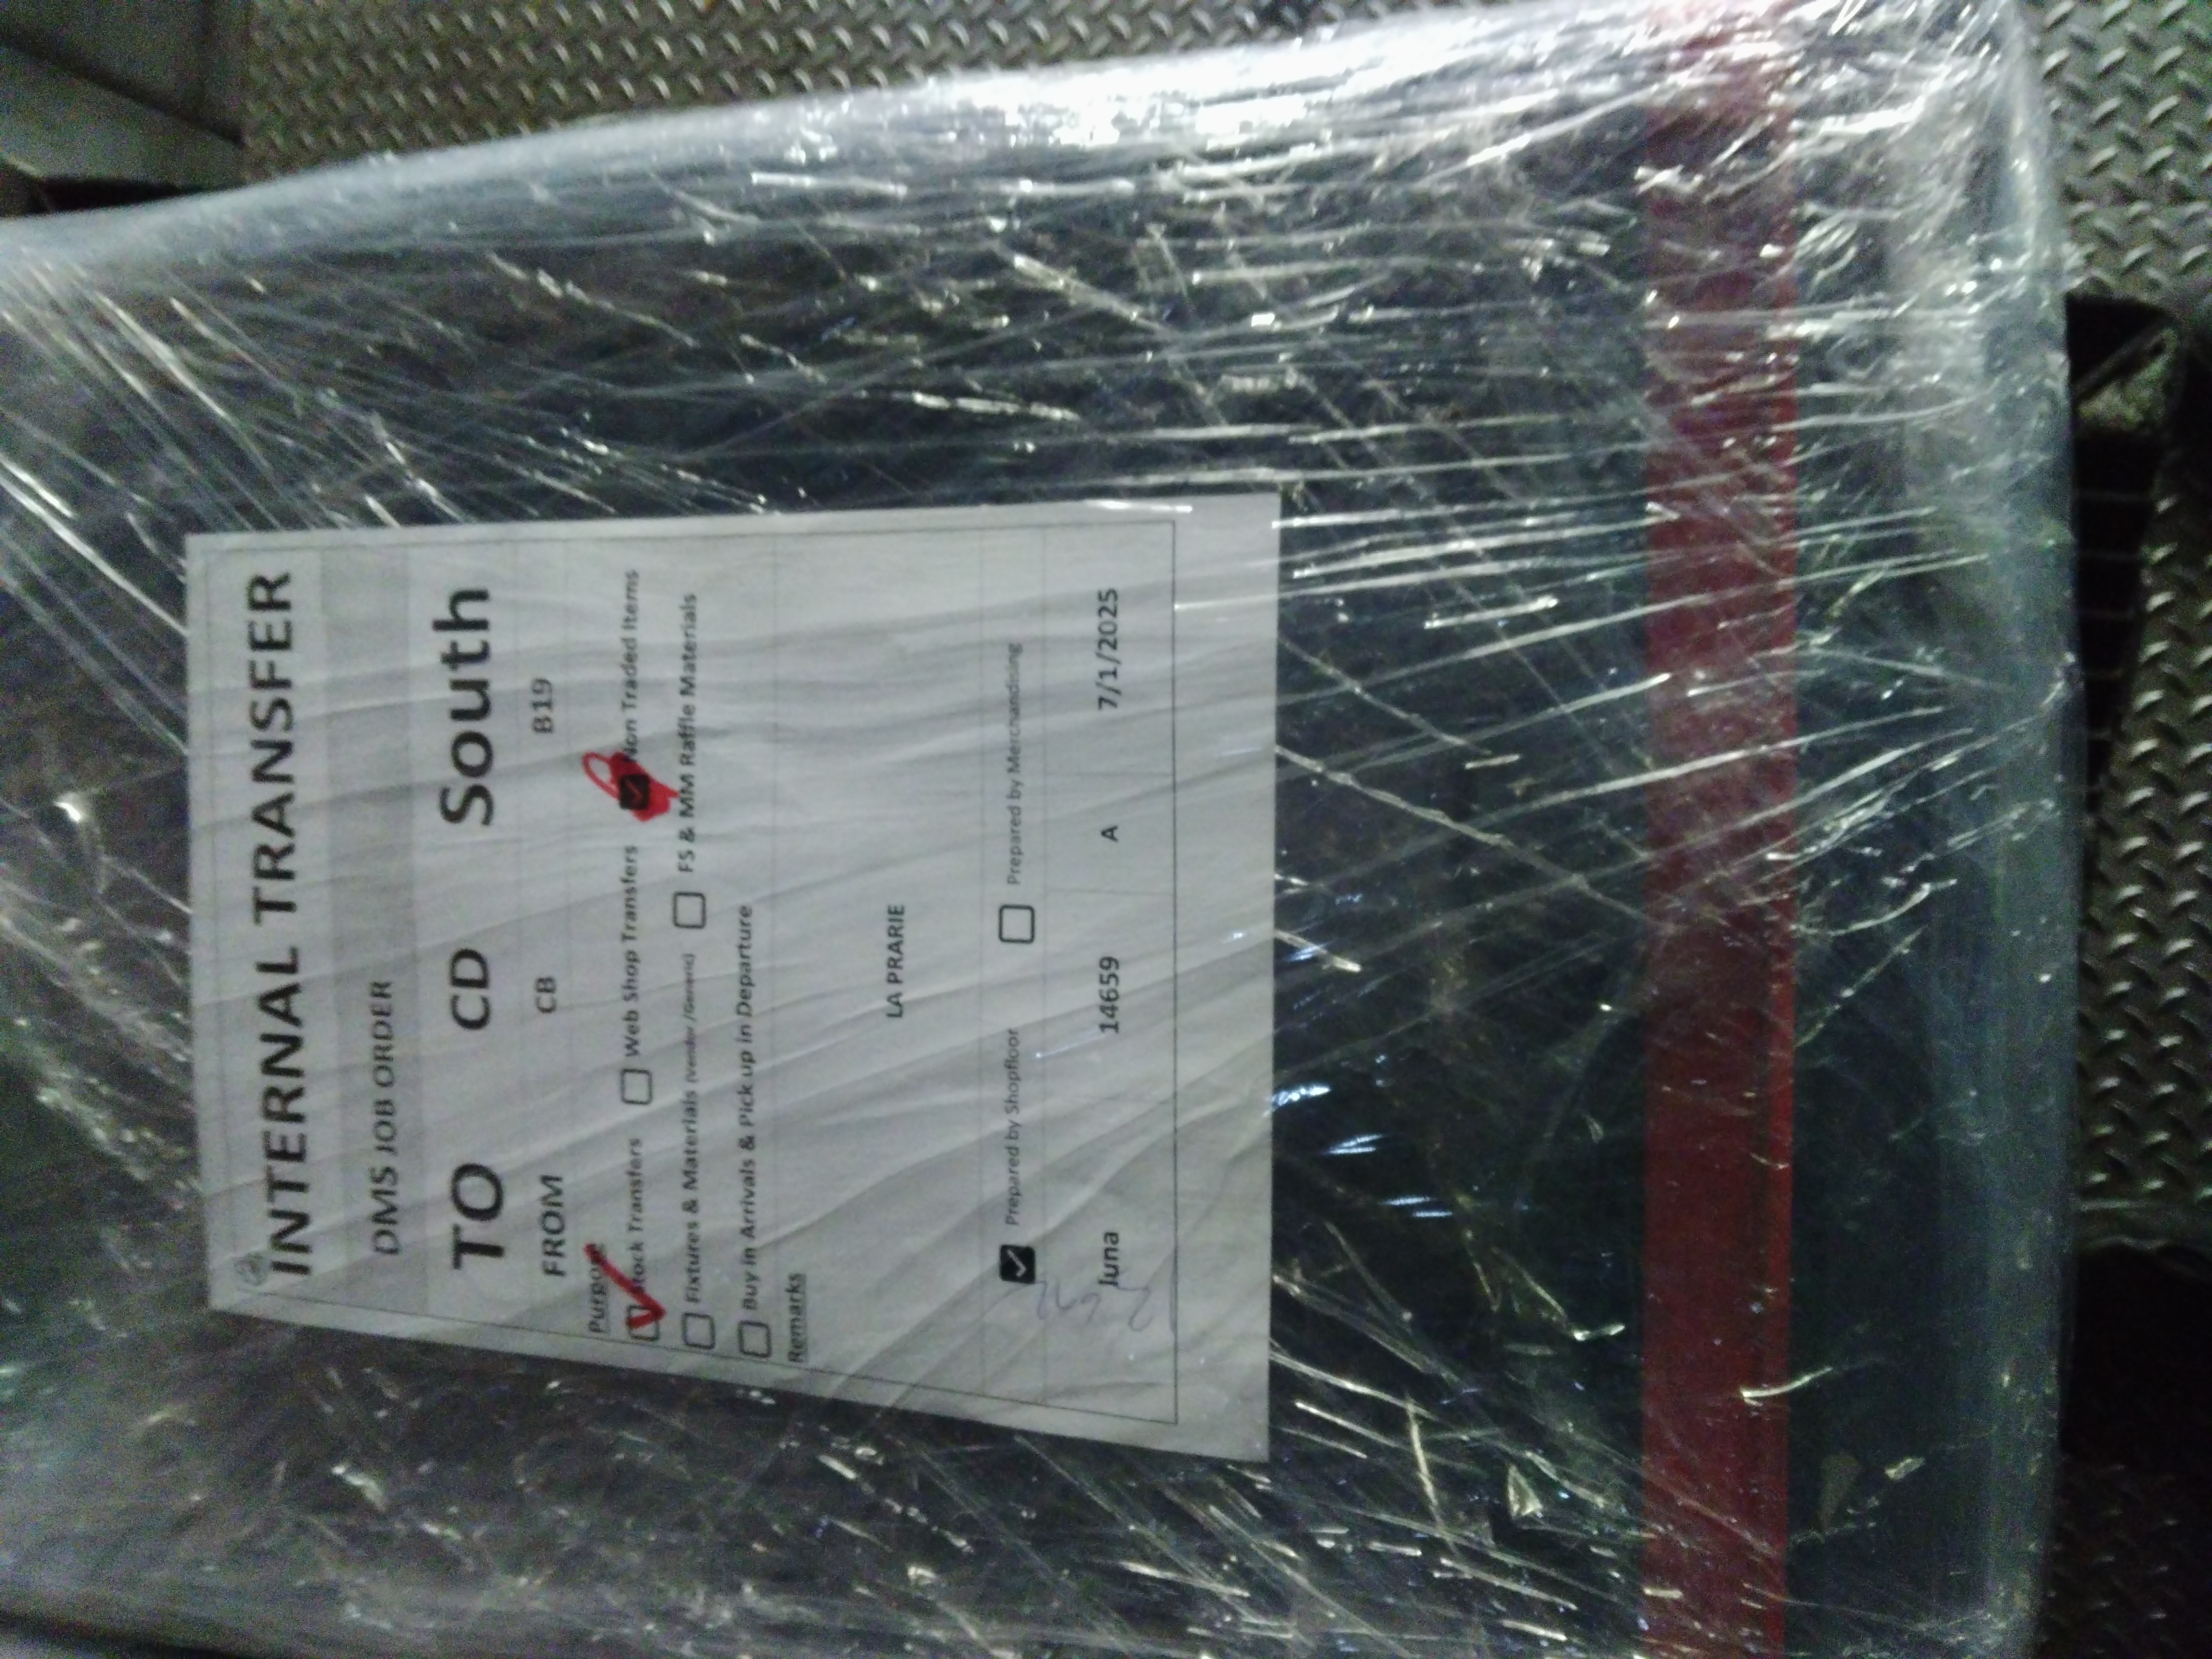 INTERNAL TRANSFER
DMS JOB ORDER
TO CD South
FROM CB B19
Purpose
Stock Transfers Web Shop Transfers Non Traded Items
Fixtures & Materials (Vendor/Generic) FS & MM Raffle Materials
Buy in Arrivals & Pick up in Departure
Remarks
LA PRARIE
Prepared by Shopfloor Prepared by Merchandising
Juna 14659 A 7/1/2025